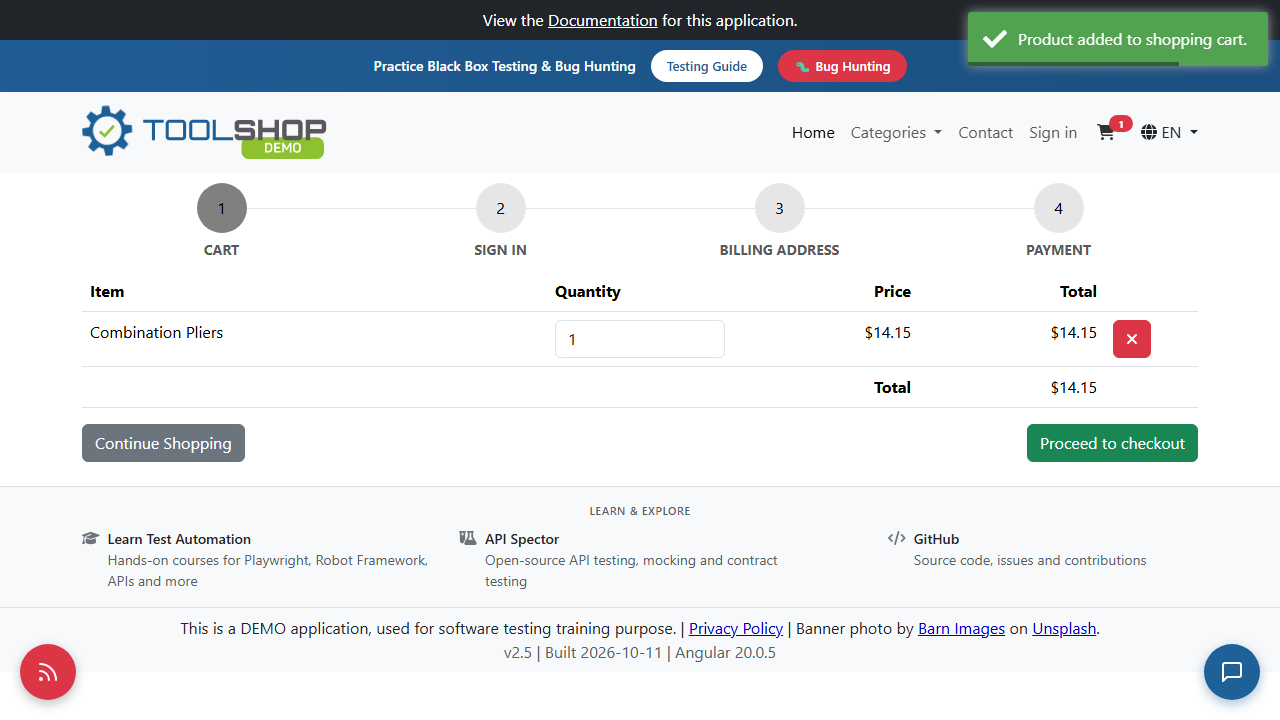 View the Documentation for this application.
Product added to shopping cart.
Practice Black Box Testing & Bug Hunting
Testing Guide
Bug Hunting
TOOLSHOP
DEMO
Home
Categories
Contact
Sign in
1
EN
1
2
3
4
CART
SIGN IN
BILLING ADDRESS
PAYMENT
Item Quantity Price Total
Combination Pliers 1 $14.15 $14.15
Total $14.15
Continue Shopping
Proceed to checkout
LEARN & EXPLORE
Learn Test Automation
Hands-on courses for Playwright, Robot Framework,
APIs and more
API Spector
Open-source API testing, mocking and contract
testing
GitHub
Source code, issues and contributions
This is a DEMO application, used for software testing training purpose. | Privacy Policy | Banner photo by Barn Images on Unsplash.
v2.5 | Built 2026-10-11 | Angular 20.0.5